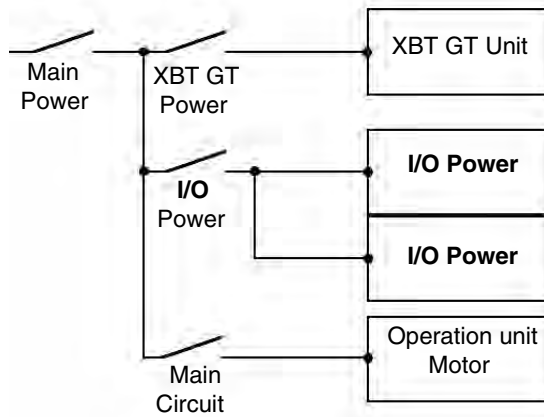 XBT GT Unit
Main
Power
XBT GT
Power
I/O Power
I/O
Power
I/O Power
Operation unit
Motor
Main
Circuit